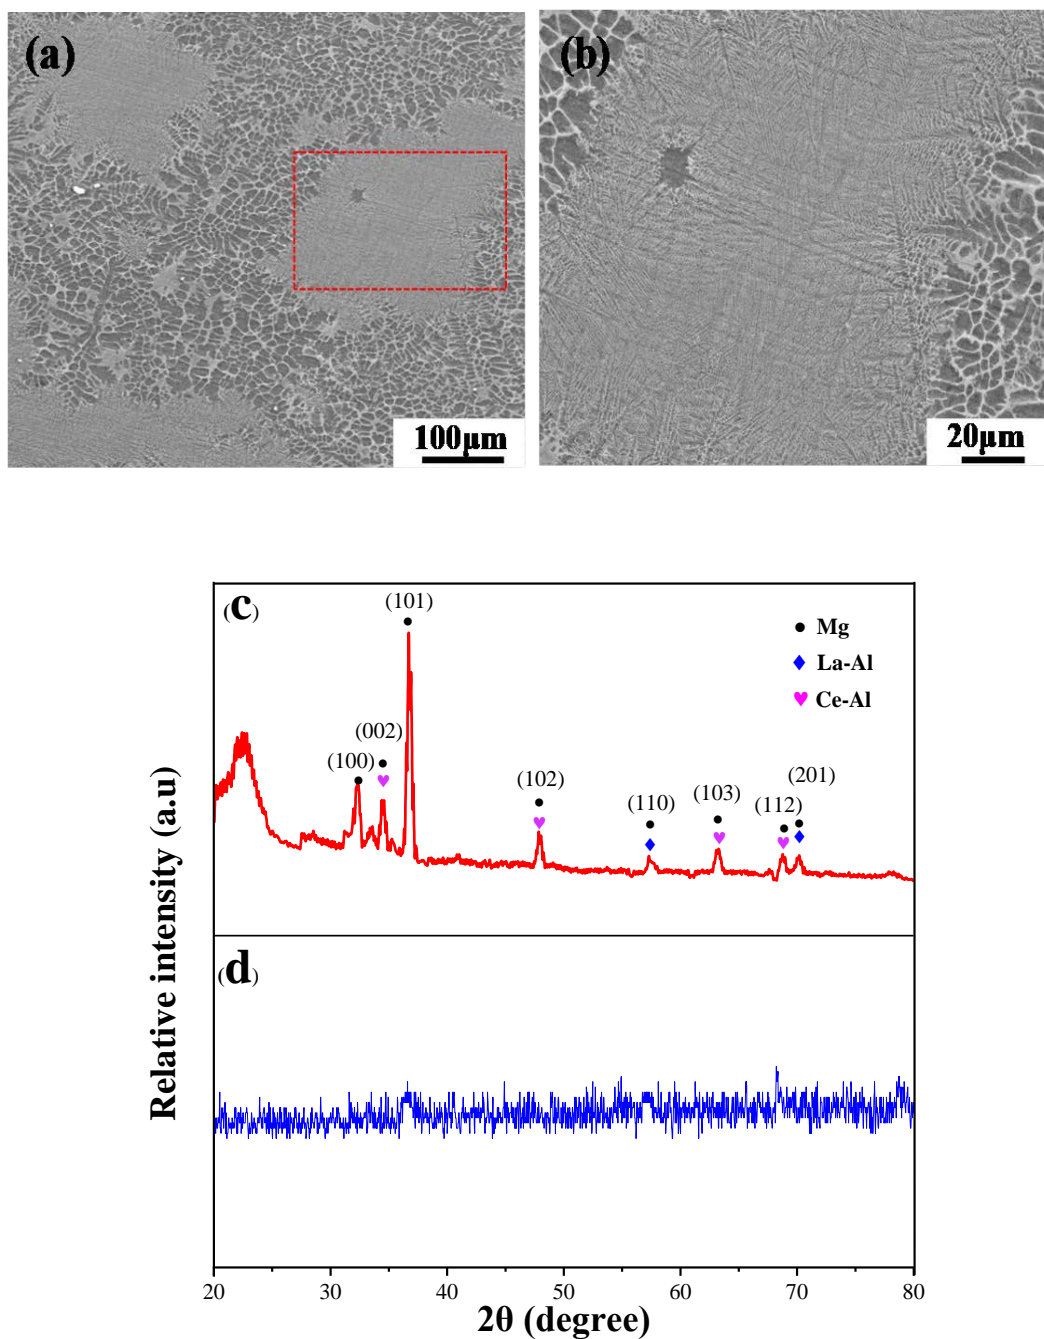 (a)
100μm
(b)
20μm
(c)
(101)
(002)
(100)
(102)
(110)
(103)
(112)
(201)
Mg
La-Al
Ce-Al
(d)
Relative intensity (a.u)
20 30 40 50 60 70 80
2θ (degree)